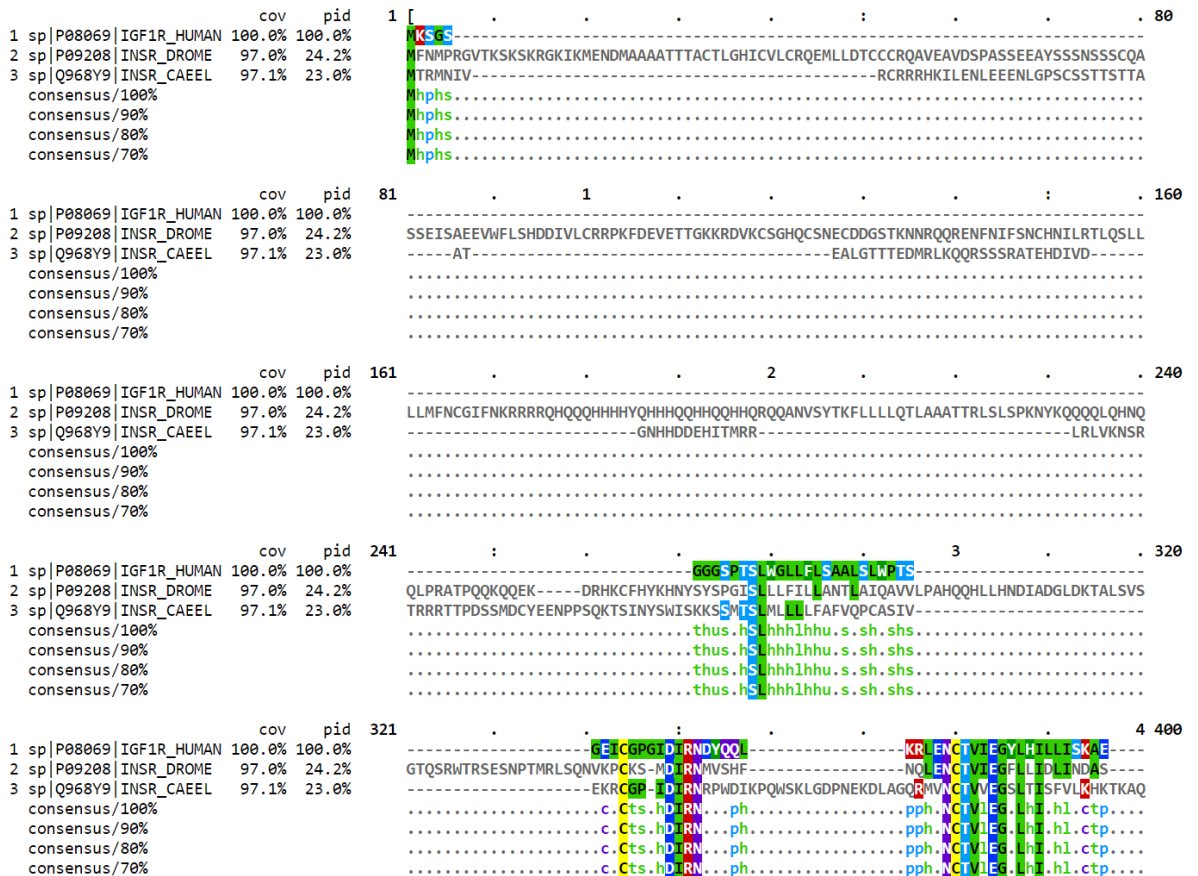 cov pid 1 [ . . . : . . . 80
1 sp|P08069|IGF1R_HUMAN 100.0% 100.0% MKSGS---------------------------------------------------------------------------
2 sp|P09208|INSR_DROME 97.0% 24.2% MFNMPRGVTKSKSKRGKIKMENDMAAAATTTACTLGHICVLCRQEMLLDTCCCRQAVEAVDSPASSEEAYSSSNSSSCQA
3 sp|Q968Y9|INSR_CAEEL 97.1% 23.0% MTRMNIV--------------------------------------------RCRRRHKILENLEEENLGPSCSSTTSTTA
consensus/100% Mhphs...........................................................................
consensus/90% Mhphs...........................................................................
consensus/80% Mhphs...........................................................................
consensus/70% Mhphs...........................................................................
cov pid 81 . 1 . . . . : . 160
1 sp|P08069|IGF1R_HUMAN 100.0% 100.0% --------------------------------------------------------------------------------
2 sp|P09208|INSR_DROME 97.0% 24.2% SSEISAEEVWFLSHDDIVLCRRPKFDEVETTGKKRDVKCSGHQCSNECDDGSTKNNRQQRENFNIFSNCHNILRTLQSLL
3 sp|Q968Y9|INSR_CAEEL 97.1% 23.0% -----AT---------------------------------------EALGTTTEDMRLKQQRSSSRATEHDIVD------
consensus/100% ................................................................................
consensus/90% ................................................................................
consensus/80% ................................................................................
consensus/70% ................................................................................
cov pid 161 . . . 2 . . . . 240
1 sp|P08069|IGF1R_HUMAN 100.0% 100.0% --------------------------------------------------------------------------------
2 sp|P09208|INSR_DROME 97.0% 24.2% LLMFNCGIFNKRRRRQHQQQHHHHYQHHHQQHHQQHHQRQQANVSYTKFLLLLQTLAAATTRLSLSPKNYKQQQQLQHNQ
3 sp|Q968Y9|INSR_CAEEL 97.1% 23.0% -------------------------GNHHDDEHITMRR----------------------------------LRLVKNSR
consensus/100% ................................................................................
consensus/90% ................................................................................
consensus/80% ................................................................................
consensus/70% ................................................................................
cov pid 241 : . . . . 3 . . 320
1 sp|P08069|IGF1R_HUMAN 100.0% 100.0% -------------------------------GGGSPTSLWGLLFLSAALSLWPTS-------------------------
2 sp|P09208|INSR_DROME 97.0% 24.2% QLPRATPQQKQQEK-----DRHKCFHYKHNYSYSPGISLLLFILLANTLAIQAVVLPAHQQHLLHNDIADGLDKTALSVS
3 sp|Q968Y9|INSR_CAEEL 97.1% 23.0% TRRRTTPDSSMDCYEENPPSQKTSINYSWISKKSSMTSLMLLLLFAFVQPCASIV-------------------------
consensus/100% ...............................thus.hSLhhhlhhu.s.sh.shs.........................
consensus/90% ...............................thus.hSLhhhlhhu.s.sh.shs.........................
consensus/80% ...............................thus.hSLhhhlhhu.s.sh.shs.........................
consensus/70% ...............................thus.hSLhhhlhhu.s.sh.shs.........................
cov pid 321 . . : . . . . 4 400
1 sp|P08069|IGF1R_HUMAN 100.0% 100.0% --------------------GEICGPGIDIRNDYQQL-----------------KRLENCTVIEGYLHILLISKAE----
2 sp|P09208|INSR_DROME 97.0% 24.2% GTQSRWTRSESNPTMRLSQNVKPCKS-MDIRNMVSHF-----------------NQLENCTVIEGFLLIDLINDAS----
3 sp|Q968Y9|INSR_CAEEL 97.1% 23.0% --------------------EKRCGP-IDIRNRPWDIKPQWSKLGDPNEKDLAGQRMVNCTVVEGSLTISFVLKHKTKAQ
consensus/100% .....................c.Cts.hDIRN...ph.................pph.NCTVlEG.LhI.hl.ctp....
consensus/90% .....................c.Cts.hDIRN...ph.................pph.NCTVlEG.LhI.hl.ctp....
consensus/80% .....................c.Cts.hDIRN...ph.................pph.NCTVlEG.LhI.hl.ctp....
consensus/70% .....................c.Cts.hDIRN...ph.................pph.NCTVlEG.LhI.hl.ctp....